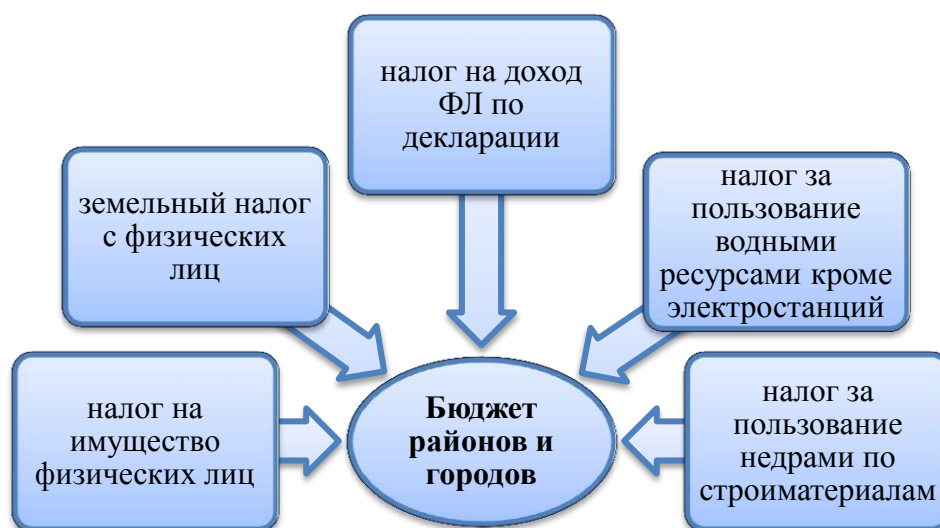 налог на доход
ФЛ по
декларации
земельный налог
с физических
лиц
налог за
пользование
водными
ресурсами кроме
электростанций
налог на
имущество
физических лиц
Бюджет
районов и
городов
налог за
пользование
недрами по
строиматериалам